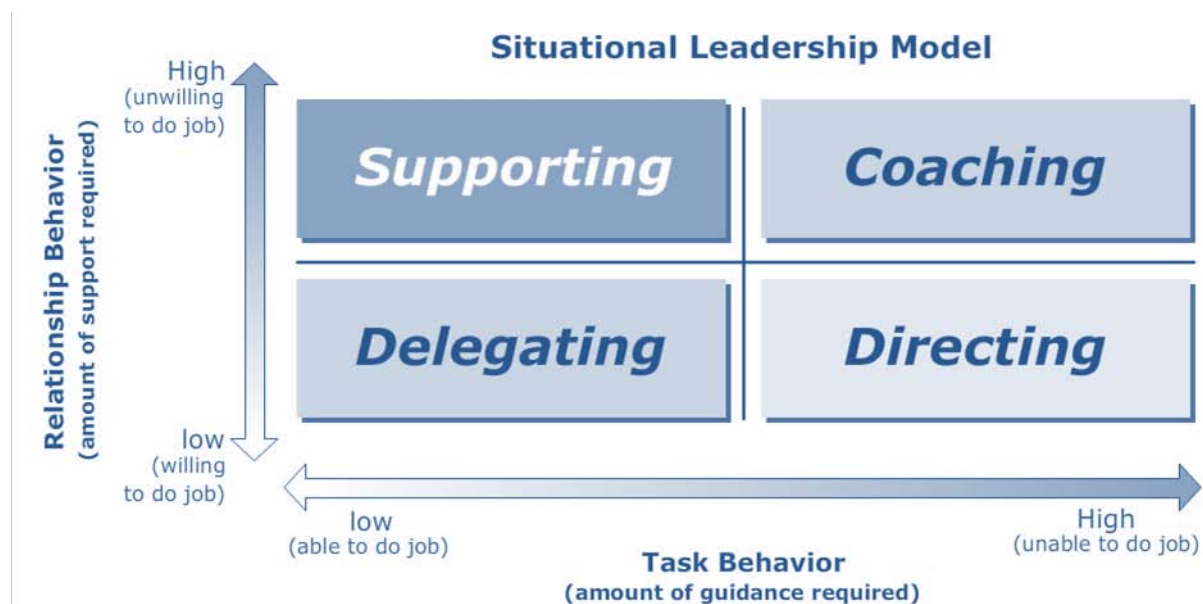 Situational Leadership Model
High
(unwilling
to do job)
Supporting
Coaching
Relationship Behavior
(amount of support required)
Delegating
Directing
low
(willing
to do job)
low
(able to do job)
High
(unable to do job)
Task Behavior
(amount of guidance required)